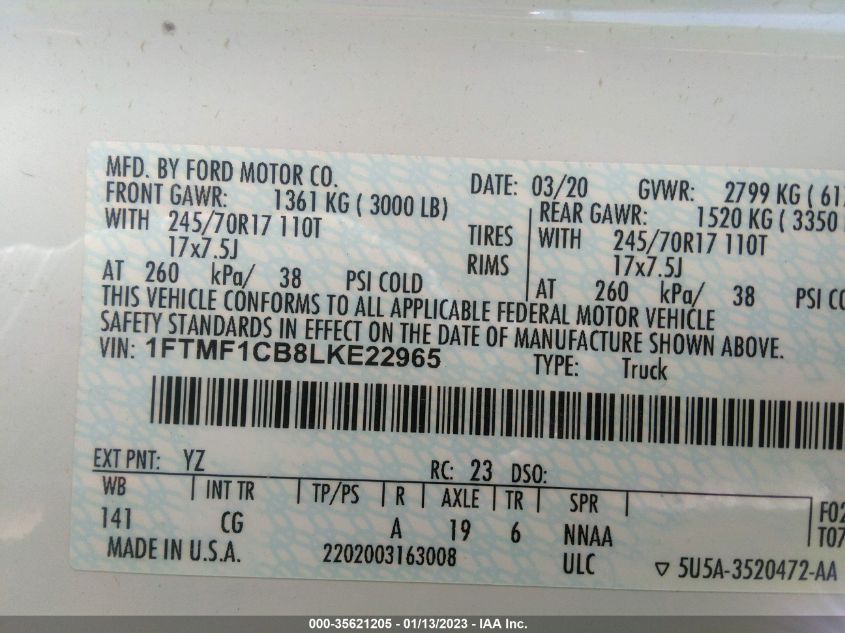 MFD. BY FORD MOTOR CO. DATE: 03/20 GVWR: 2799 KG ( 61
FRONT GAWR: 1361 KG ( 3000 LB) REAR GAWR: 1520 KG ( 3350
WITH 245/70R17 110T TIRES WITH 245/70R17 110T
17x7.5J RIMS 17x7.5J
AT 260 kPa/ 38 PSI COLD AT 260 kPa/ 38 PSI CO
THIS VEHICLE CONFORMS TO ALL APPLICABLE FEDERAL MOTOR VEHICLE
SAFETY STANDARDS IN EFFECT ON THE DATE OF MANUFACTURE SHOWN ABOVE.
VIN: 1FTMF1CB8LKE22965 TYPE: Truck
EXT PNT: YZ RC: 23 DSO:
WB INT TR TP/PS R AXLE TR SPR
141 CG A 19 6 NNAA F02
T07
MADE IN U.S.A. 2202003163008 ULC ▽ 5U5A-3520472-AA
000-35621205 - 01/13/2023 - IAA Inc.